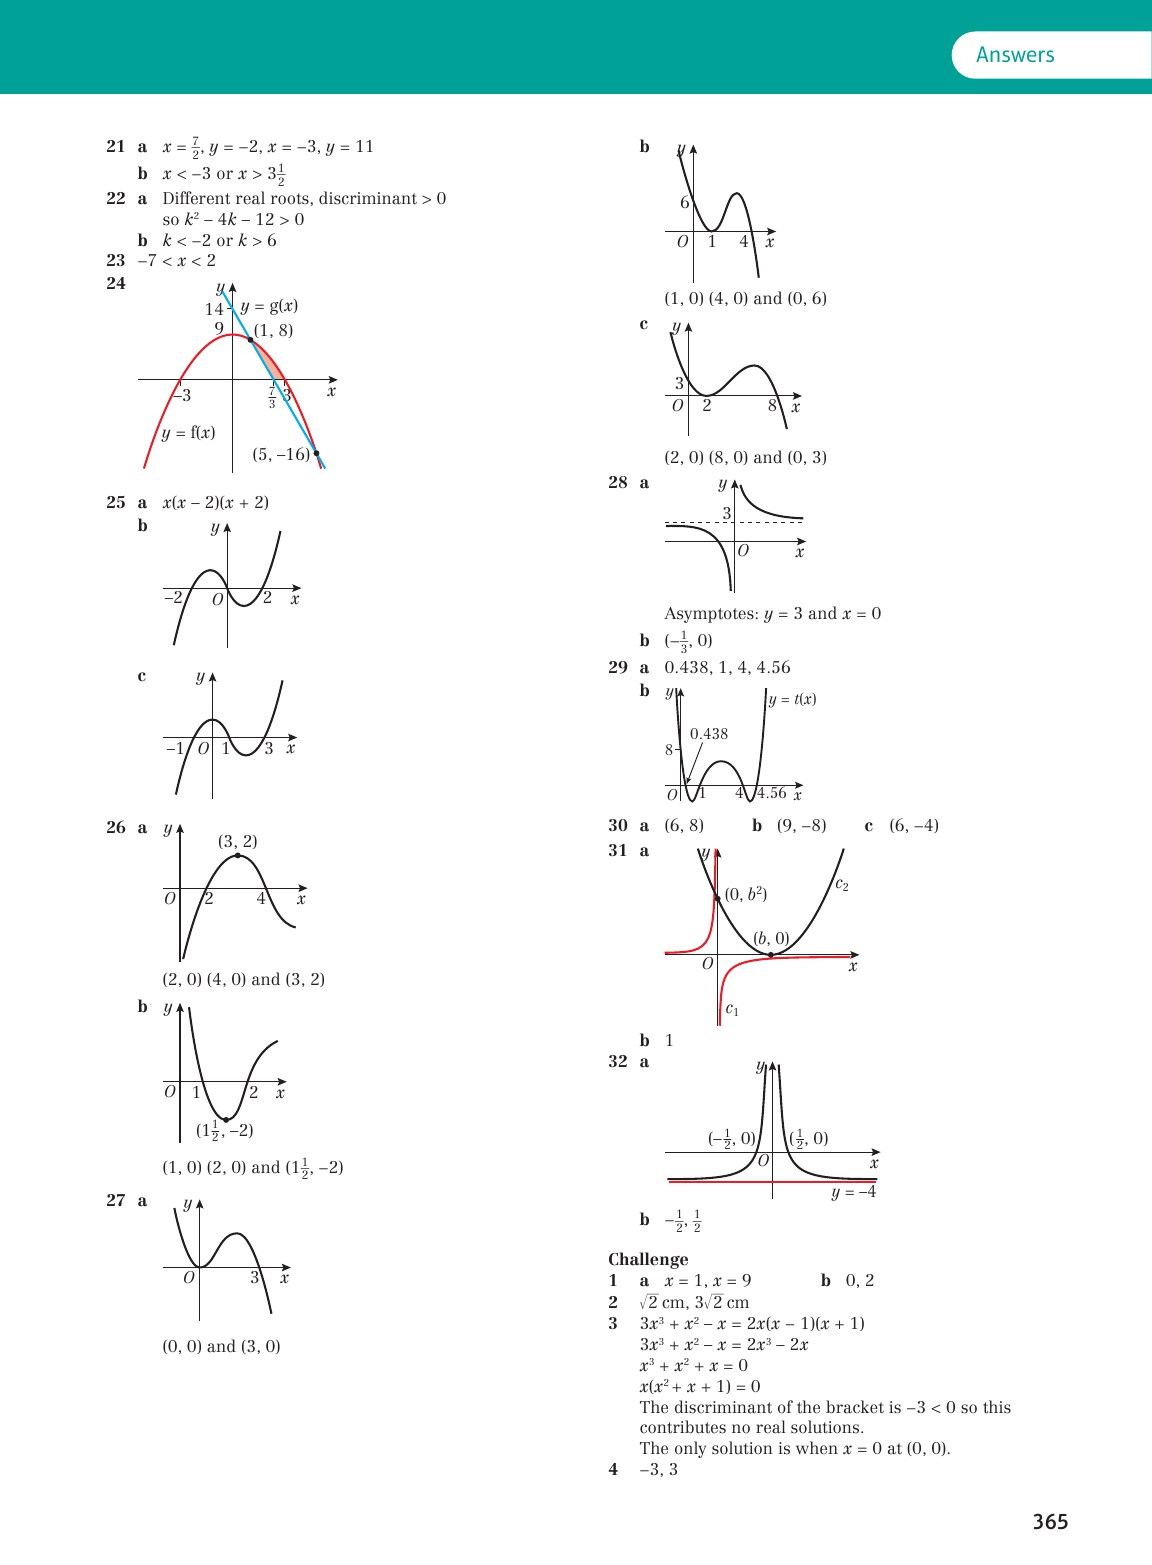 Answers
21 a x = 7/2, y = –2, x = –3, y = 11
b x < –3 or x > 3 1/2
22 a Different real roots, discriminant > 0
so k² – 4k – 12 > 0
b k < –2 or k > 6
23 –7 < x < 2
24
y
14
y = g(x)
9
(1, 8)
–3
7/3
3
x
y = f(x)
(5, –16)
25 a x(x – 2)(x + 2)
b
y
–2 O 2 x
c
y
–1 O 1 3 x
26 a
y
(3, 2)
O 2 4 x
(2, 0) (4, 0) and (3, 2)
b
y
O 1 2 x
(1 1/2, –2)
(1, 0) (2, 0) and (1 1/2, –2)
27 a
y
O 3 x
(0, 0) and (3, 0)
b
y
6
O 1 4 x
(1, 0) (4, 0) and (0, 6)
c
y
3
O 2 8 x
(2, 0) (8, 0) and (0, 3)
28 a
y
3
O x
Asymptotes: y = 3 and x = 0
b (–1/3, 0)
29 a 0.438, 1, 4, 4.56
b
y
y = t(x)
0.438
8
O 1 4 4.56 x
30 a (6, 8) b (9, –8) c (6, –4)
31 a
y
c₂
(0, b²)
(b, 0)
O x
c₁
b 1
32 a
y
(–1/2, 0) (1/2, 0)
O x
y = –4
b –1/2, 1/2
Challenge
1 a x = 1, x = 9 b 0, 2
2 √2 cm, 3√2 cm
3 3x³ + x² – x = 2x(x – 1)(x + 1)
3x³ + x² – x = 2x³ – 2x
x³ + x² + x = 0
x(x² + x + 1) = 0
The discriminant of the bracket is –3 < 0 so this
contributes no real solutions.
The only solution is when x = 0 at (0, 0).
4 –3, 3
365